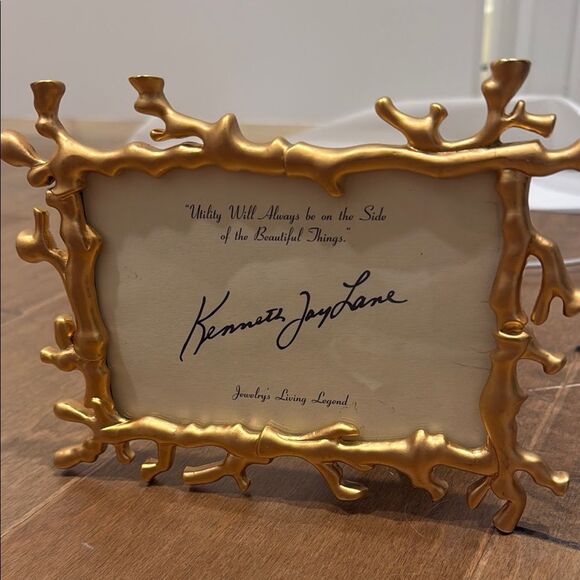 "Utility Will Always be on the Side
of the Beautiful Things."
Kenneth Jay Lane
Jewelry's Living Legend